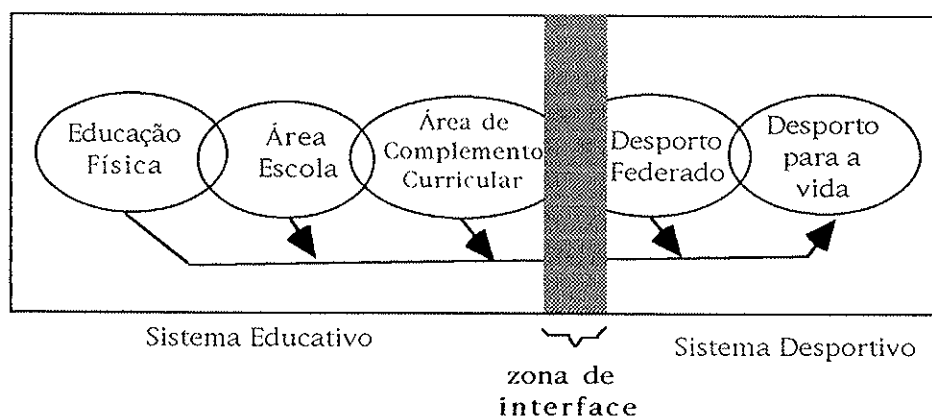 Educação
Física
Área
Escola
Área de
Complemento
Curricular
Desporto
Federado
Desporto
para a
vida
Sistema Educativo
Sistema Desportivo
zona de
interface